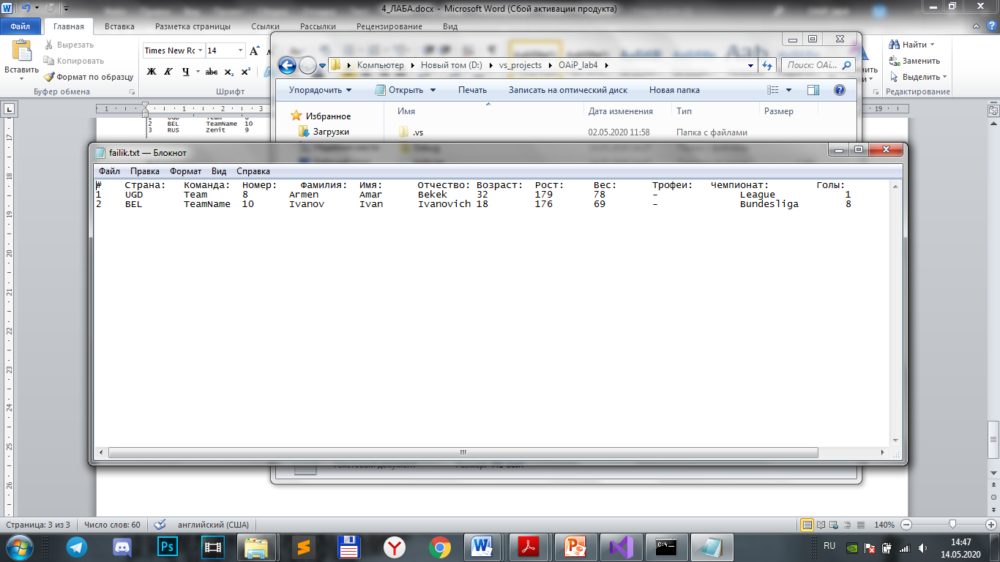 4_ЛАБА.docx - Microsoft Word (Сбой активации продукта)
Файл Главная Вставка Разметка страницы Ссылки Рассылки Рецензирование Вид
Вставить
Вырезать
Копировать
Формат по образцу
Буфер обмена
Times New Rc 14
Ж К Ч abc x₂ x²
Шрифт
Найти
Заменить
Выделить
Редактирование
Компьютер Новый том (D:) vs_projects OAiP_lab4
Поиск: OAi...
Упорядочить Открыть Печать Записать на оптический диск Новая папка
Избранное
Загрузки
Имя Дата изменения Тип Размер
.vs 02.05.2020 11:58 Папка с файлами
2 BEL TeamName 10
3 RUS Zenit 9
failik.txt — Блокнот
Файл Правка Формат Вид Справка
# Страна: Команда: Номер: Фамилия: Имя: Отчество: Возраст: Рост: Вес: Трофеи: Чемпионат: Голы:
1 UGD Team 8 Armen Amar Bekek 32 179 78 - League 1
2 BEL TeamName 10 Ivanov Ivan Ivanovich 18 176 69 - Bundesliga 8
Страница: 3 из 3 Число слов: 60 английский (США) 140%
RU
14:47
14.05.2020